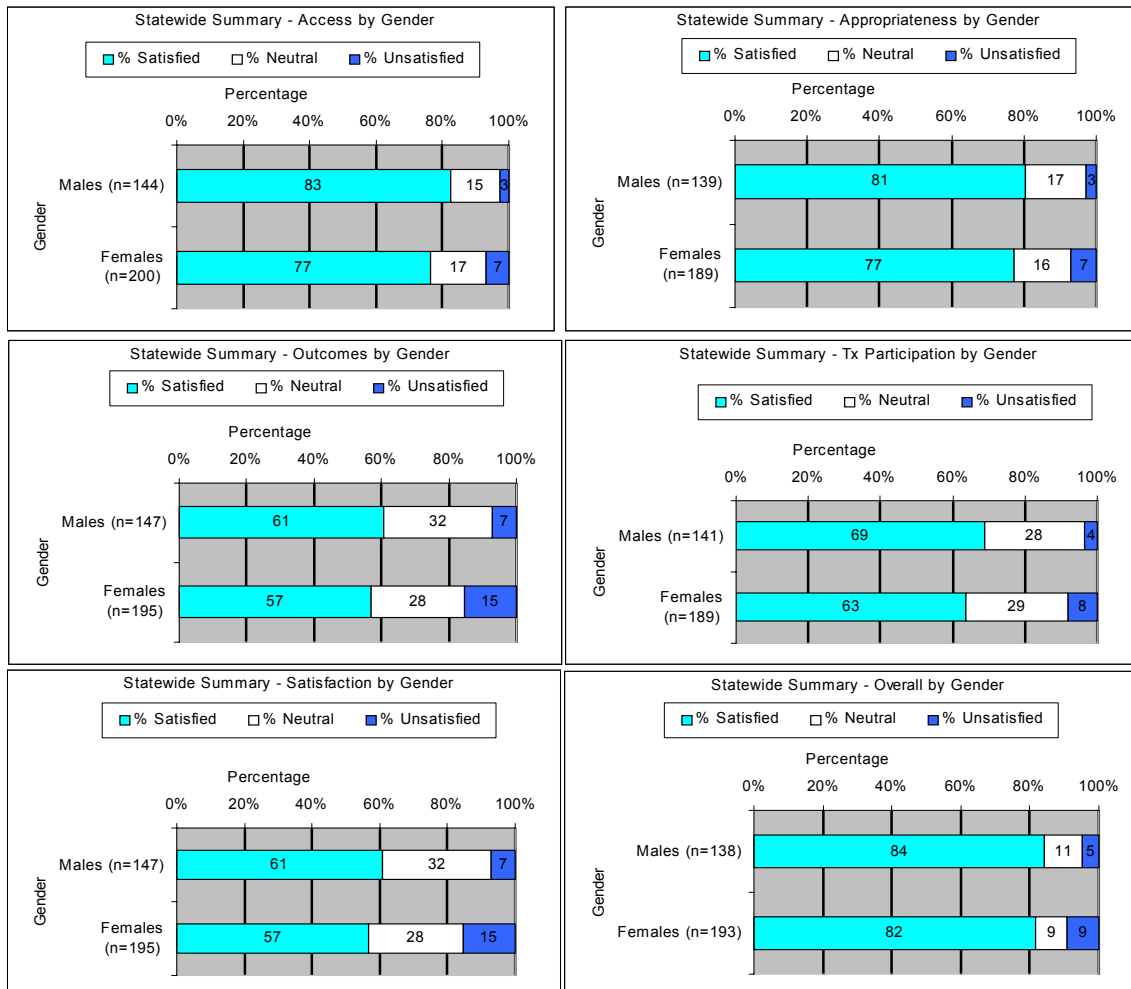 Statewide Summary - Access by Gender
% Satisfied % Neutral % Unsatisfied
Percentage
0% 20% 40% 60% 80% 100%
Gender
Males (n=144)
83 15 3
Females
(n=200)
77 17 7
Statewide Summary - Appropriateness by Gender
% Satisfied % Neutral % Unsatisfied
Percentage
0% 20% 40% 60% 80% 100%
Gender
Males (n=139)
81 17 3
Females
(n=189)
77 16 7
Statewide Summary - Outcomes by Gender
% Satisfied % Neutral % Unsatisfied
Percentage
0% 20% 40% 60% 80% 100%
Gender
Males (n=147)
61 32 7
Females
(n=195)
57 28 15
Statewide Summary - Tx Participation by Gender
% Satisfied % Neutral % Unsatisfied
Percentage
0% 20% 40% 60% 80% 100%
Gender
Males (n=141)
69 28 4
Females
(n=189)
63 29 8
Statewide Summary - Satisfaction by Gender
% Satisfied % Neutral % Unsatisfied
Percentage
0% 20% 40% 60% 80% 100%
Gender
Males (n=147)
61 32 7
Females
(n=195)
57 28 15
Statewide Summary - Overall by Gender
% Satisfied % Neutral % Unsatisfied
Percentage
0% 20% 40% 60% 80% 100%
Gender
Males (n=138)
84 11 5
Females (n=193)
82 9 9